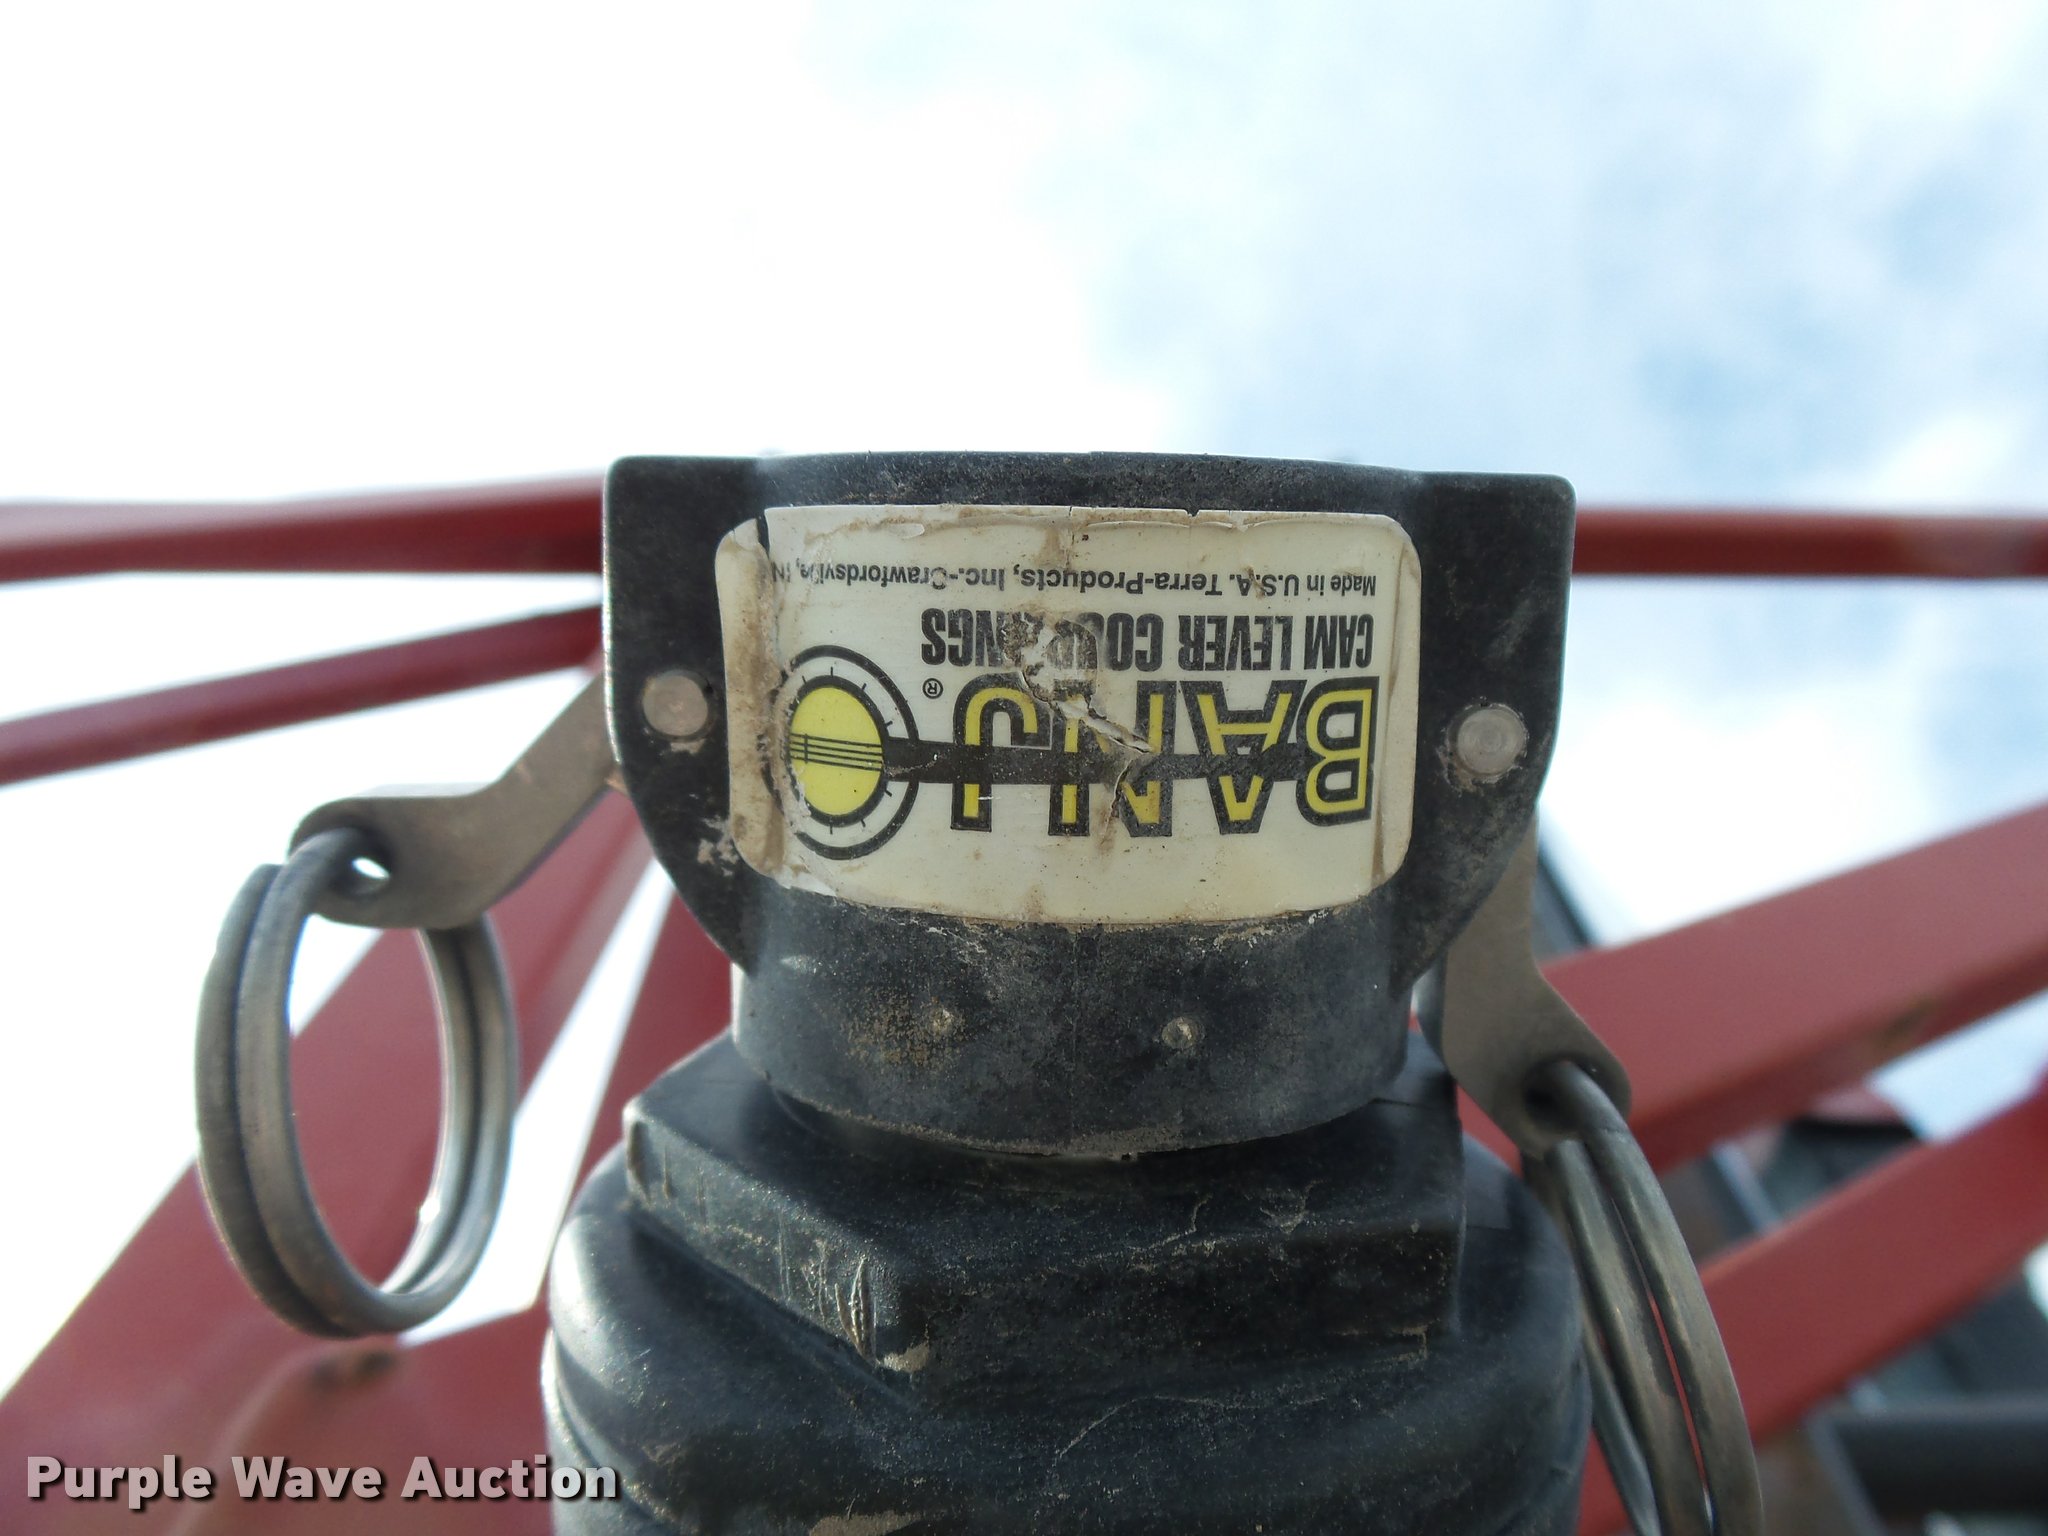 BANJO®
CAM LEVER COUPLINGS
Made in U.S.A. Terra-Products, Inc.-Crawfordsville, IN
Purple Wave Auction